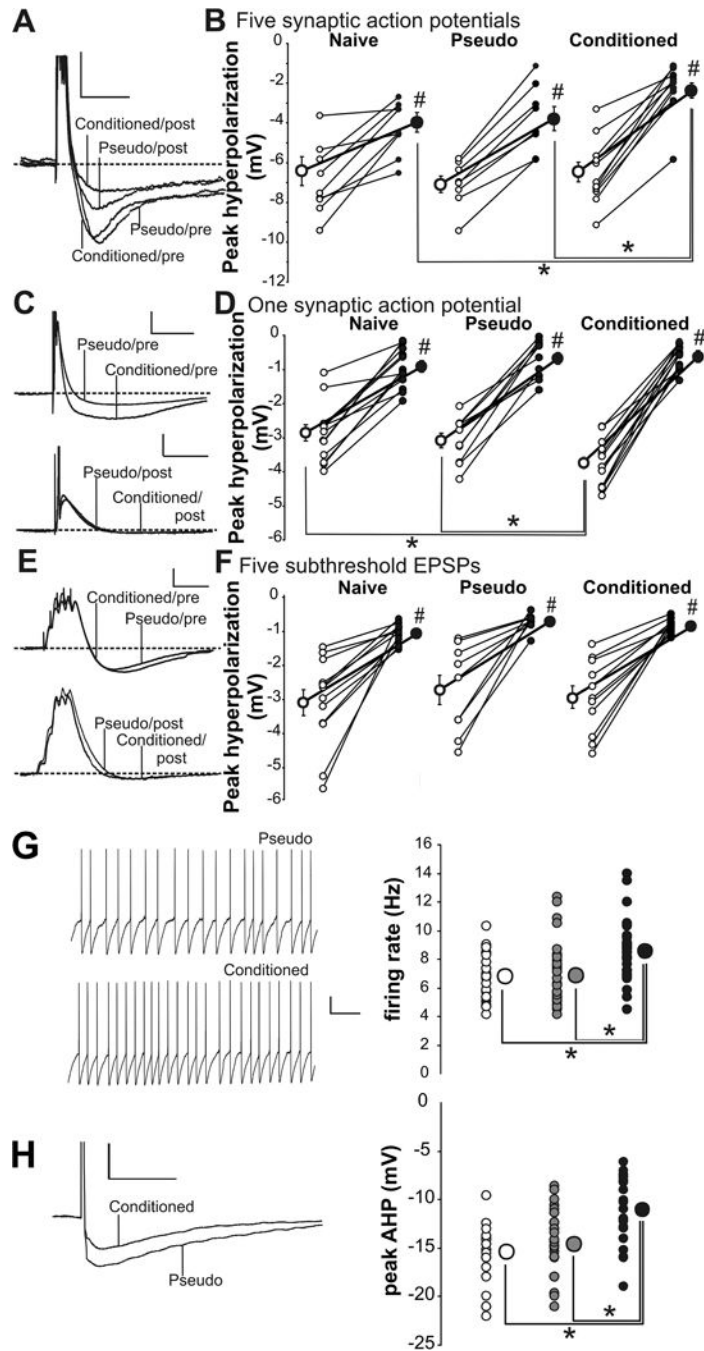 A
Conditioned/post
Pseudo/post
Pseudo/pre
Conditioned/pre
B Five synaptic action potentials
Naive Pseudo Conditioned
Peak hyperpolarization
(mV)
0
-2
-4
-6
-8
-10
-12
# # #
*
*
C
Pseudo/pre
Conditioned/pre
Pseudo/post
Conditioned/
post
D One synaptic action potential
Naive Pseudo Conditioned
Peak hyperpolarization
(mV)
0
-1
-2
-3
-4
-5
-6
# # #
*
*
E
Conditioned/pre
Pseudo/pre
Pseudo/post
Conditioned/
post
F Five subthreshold EPSPs
Naive Pseudo Conditioned
Peak hyperpolarization
(mV)
0
-1
-2
-3
-4
-5
-6
# # #
G
Pseudo
Conditioned
firing rate (Hz)
16
14
12
10
8
6
4
2
0
*
*
H
Conditioned
Pseudo
peak AHP (mV)
0
-5
-10
-15
-20
-25
*
*